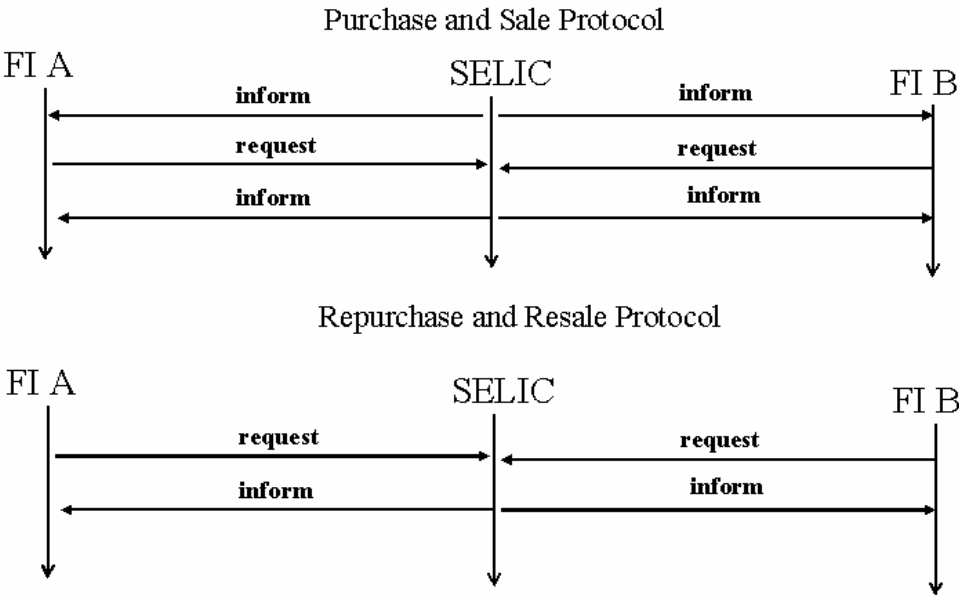 Purchase and Sale Protocol
FI A
SELIC
FI B
inform
inform
request
request
inform
inform
Repurchase and Resale Protocol
FI A
SELIC
FI B
request
request
inform
inform